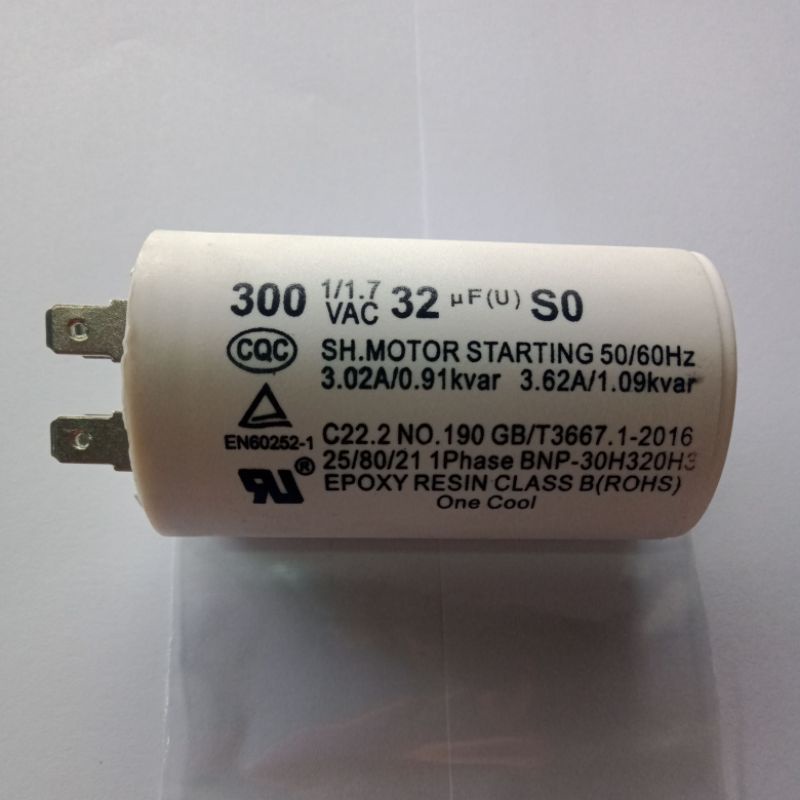 300 1/1.7 VAC 32 µF(U) S0
CQC
SH.MOTOR STARTING 50/60Hz
3.02A/0.91kvar 3.62A/1.09kvar
EN60252-1
C22.2 NO.190 GB/T3667.1-2016
25/80/21 1Phase BNP-30H320H3
RU®
EPOXY RESIN CLASS B(ROHS)
One Cool